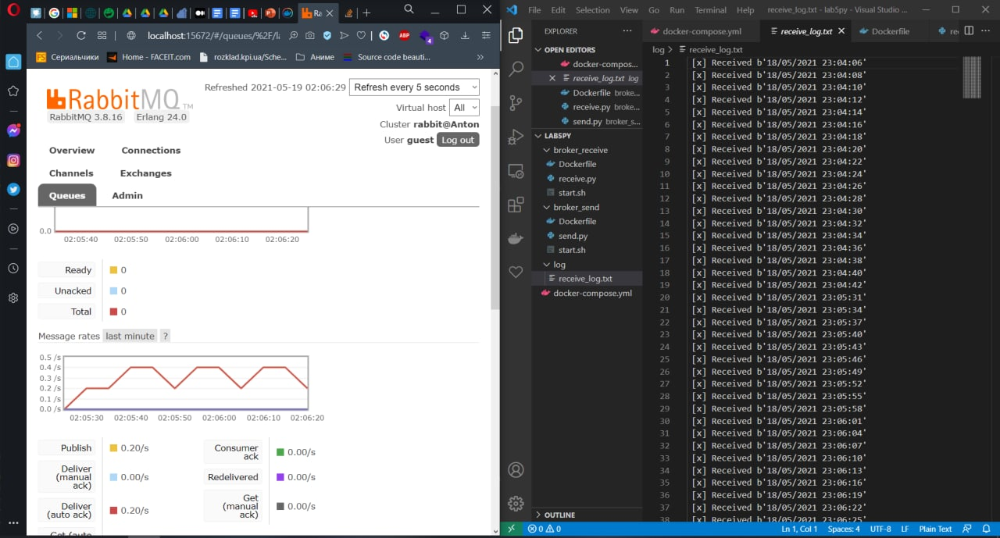 localhost:15672/#/queues/%2F/la
ABP
4
Сериальчики
Home - FACEIT.com
rozklad.kpi.ua/Sche...
Аниме
Source code beauti...
»
Refreshed 2021-05-19 02:06:29
Refresh every 5 seconds
RabbitMQ TM
RabbitMQ 3.8.16
Erlang 24.0
Virtual host
All
Cluster rabbit@Anton
User guest
Log out
Overview
Connections
Channels
Exchanges
Queues
Admin
0.0
02:05:40 02:05:50 02:06:00 02:06:10 02:06:20
Ready 0
Unacked 0
Total 0
Message rates last minute ?
0.5 /s
0.4 /s
0.3 /s
0.2 /s
0.1 /s
0.0 /s
02:05:30 02:05:40 02:05:50 02:06:00 02:06:10 02:06:20
Publish 0.20/s
Deliver
(manual
ack)
0.00/s
Deliver
(auto ack)
0.20/s
Get (auto
Consumer
ack
0.00/s
Redelivered 0.00/s
Get
(manual
ack)
0.00/s
File Edit Selection View Go Run Terminal Help receive_log.txt - lab5py - Visual Studio ...
EXPLORER
docker-compose.yml
receive_log.txt
Dockerfile
re
OPEN EDITORS
docker-compos...
receive_log.txt log
Dockerfile broke...
receive.py broke...
send.py broker_s...
LAB5PY
broker_receive
Dockerfile
receive.py
start.sh
broker_send
Dockerfile
send.py
start.sh
log
receive_log.txt
docker-compose.yml
OUTLINE
log > receive_log.txt
1 [x] Received b'18/05/2021 23:04:06'
2 [x] Received b'18/05/2021 23:04:08'
3 [x] Received b'18/05/2021 23:04:10'
4 [x] Received b'18/05/2021 23:04:12'
5 [x] Received b'18/05/2021 23:04:14'
6 [x] Received b'18/05/2021 23:04:16'
7 [x] Received b'18/05/2021 23:04:18'
8 [x] Received b'18/05/2021 23:04:20'
9 [x] Received b'18/05/2021 23:04:22'
10 [x] Received b'18/05/2021 23:04:24'
11 [x] Received b'18/05/2021 23:04:26'
12 [x] Received b'18/05/2021 23:04:28'
13 [x] Received b'18/05/2021 23:04:30'
14 [x] Received b'18/05/2021 23:04:32'
15 [x] Received b'18/05/2021 23:04:34'
16 [x] Received b'18/05/2021 23:04:36'
17 [x] Received b'18/05/2021 23:04:38'
18 [x] Received b'18/05/2021 23:04:40'
19 [x] Received b'18/05/2021 23:04:42'
20 [x] Received b'18/05/2021 23:05:31'
21 [x] Received b'18/05/2021 23:05:34'
22 [x] Received b'18/05/2021 23:05:37'
23 [x] Received b'18/05/2021 23:05:40'
24 [x] Received b'18/05/2021 23:05:43'
25 [x] Received b'18/05/2021 23:05:46'
26 [x] Received b'18/05/2021 23:05:49'
27 [x] Received b'18/05/2021 23:05:52'
28 [x] Received b'18/05/2021 23:05:55'
29 [x] Received b'18/05/2021 23:05:58'
30 [x] Received b'18/05/2021 23:06:01'
31 [x] Received b'18/05/2021 23:06:04'
32 [x] Received b'18/05/2021 23:06:07'
33 [x] Received b'18/05/2021 23:06:10'
34 [x] Received b'18/05/2021 23:06:13'
35 [x] Received b'18/05/2021 23:06:16'
36 [x] Received b'18/05/2021 23:06:19'
37 [x] Received b'18/05/2021 23:06:22'
38 [x] Received b'18/05/2021 23:06:25'
0 0 Ln 1, Col 1 Spaces: 4 UTF-8 LF Plain Text